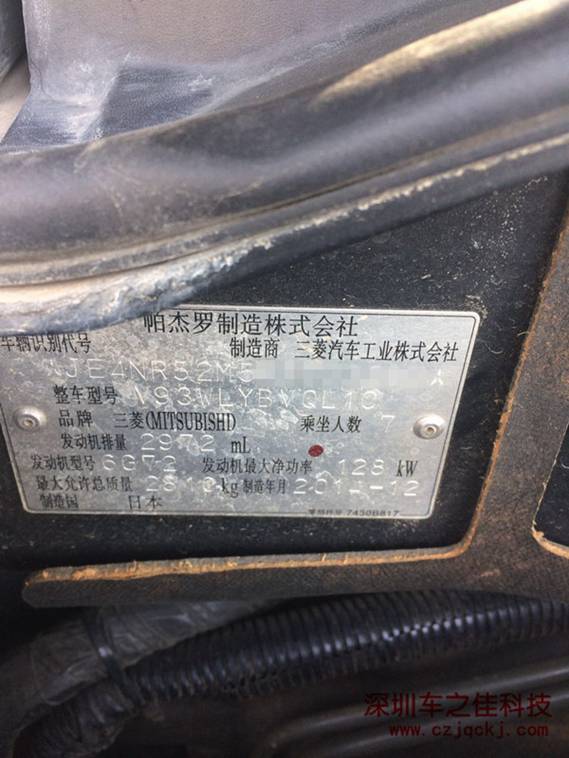 帕杰罗制造株式会社
车辆识别代号 制造商 三菱汽车工业株式会社
JE4NR52M5
整车型号 V93WLYBVQL10
品牌 三菱(MITSUBISHI) 乘坐人数 7
发动机排量 2972 mL
发动机型号 6G72 发动机最大净功率 128 kW
最大允许总质量 2810 kg 制造年月 2011-12
制造国 日本
7430B817
深圳车之佳科技
www.czjqckj.com